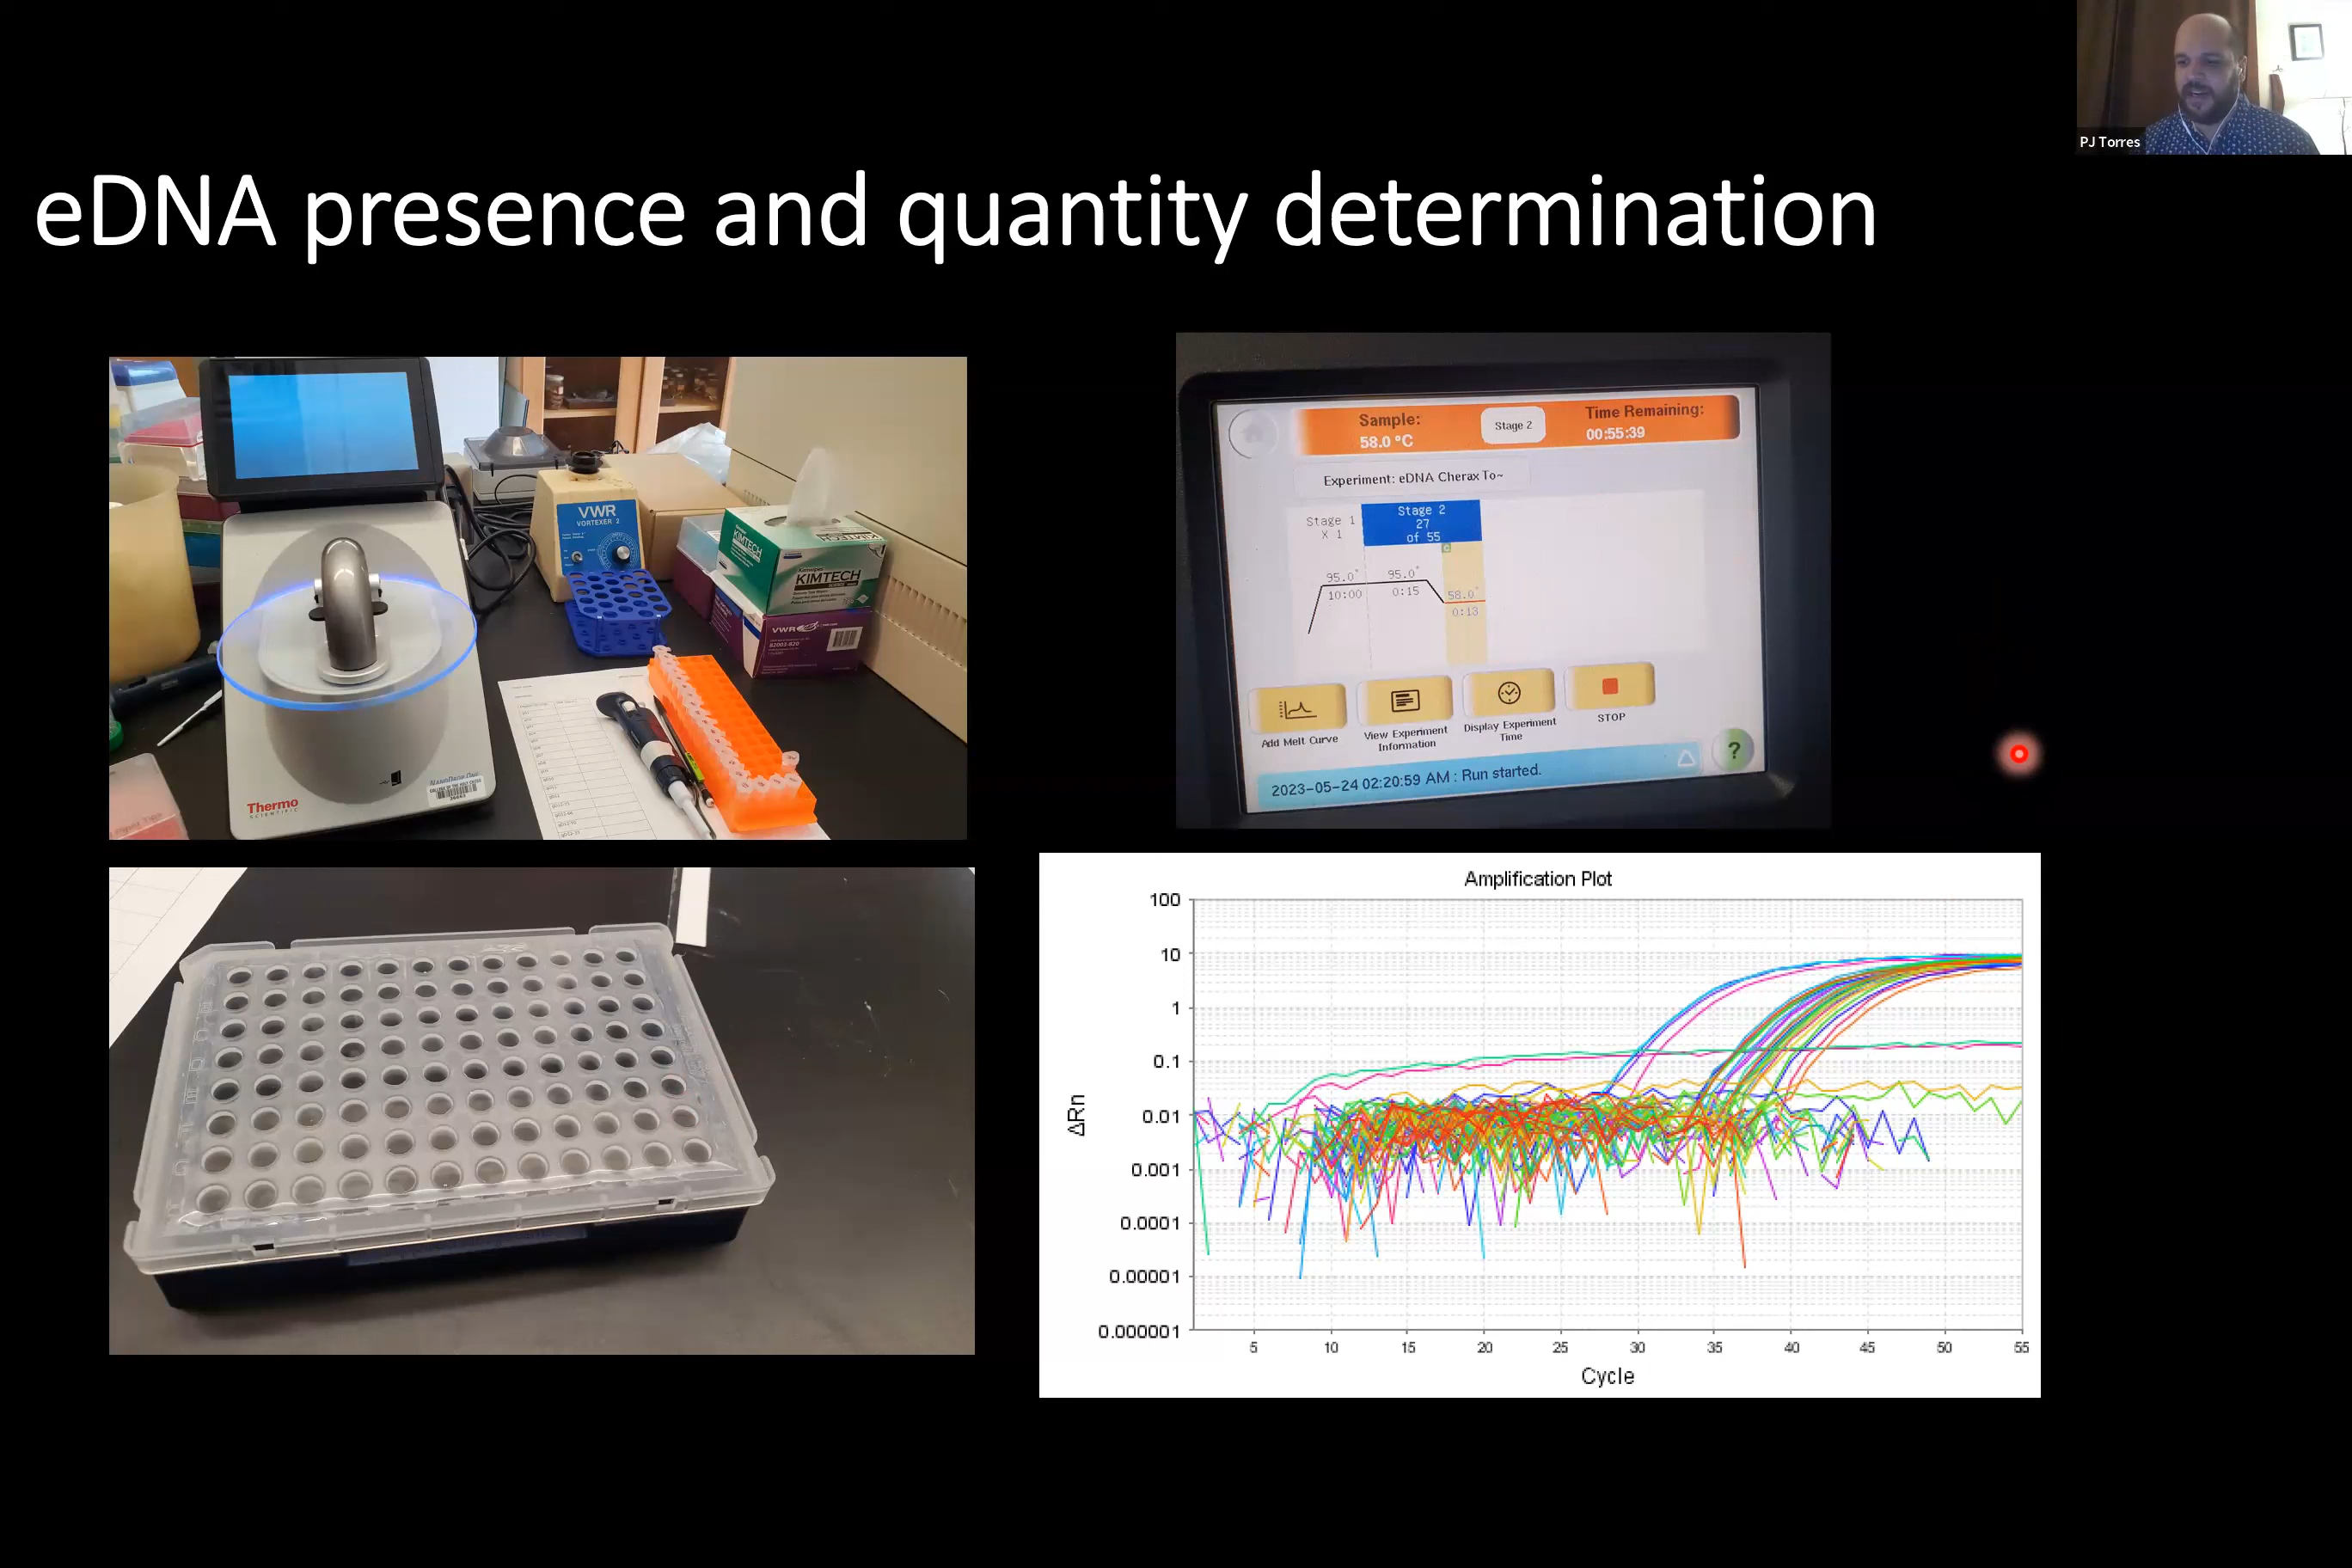 PJ Torres
eDNA presence and quantity determination
VWR
VORTEXER 2
KIMTECH
KIMTECH
VWR
Thermo
SCIENTIFIC
Sample:
58.0 °C
Stage 2
Time Remaining:
00:55:39
Experiment: eDNA Cherax To~
Stage 1
X 1
Stage 2
27
of 55
95.0°
10:00
95.0°
0:15
58.0°
0:13
Add Melt Curve
View Experiment
Information
Display Experiment
Time
STOP
?
2023-05-24 02:20:59 AM : Run started.
Amplification Plot
ΔRn
100
10
1
0.1
0.01
0.001
0.0001
0.00001
0.000001
5 10 15 20 25 30 35 40 45 50 55
Cycle